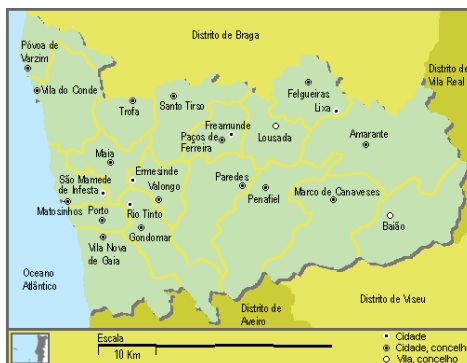 Distrito de Braga
Póvoa de
Varzim
Vila do Conde
Trofa
Santo Tirso
Felgueiras
Lixa
Distrito de
Vila Real
Freamunde
Paços de
Ferreira
Lousada
Amarante
Maia
Ermesinde
São Mamede
de Infesta
Valongo
Paredes
Penafiel
Marco de Canaveses
Matosinhos
Porto
Rio Tinto
Gondomar
Baião
Vila Nova
de Gaia
Oceano
Atlântico
Distrito de Viseu
Distrito de
Aveiro
Escala
10 Km
Cidade
Cidade, concelho
Vila, concelho